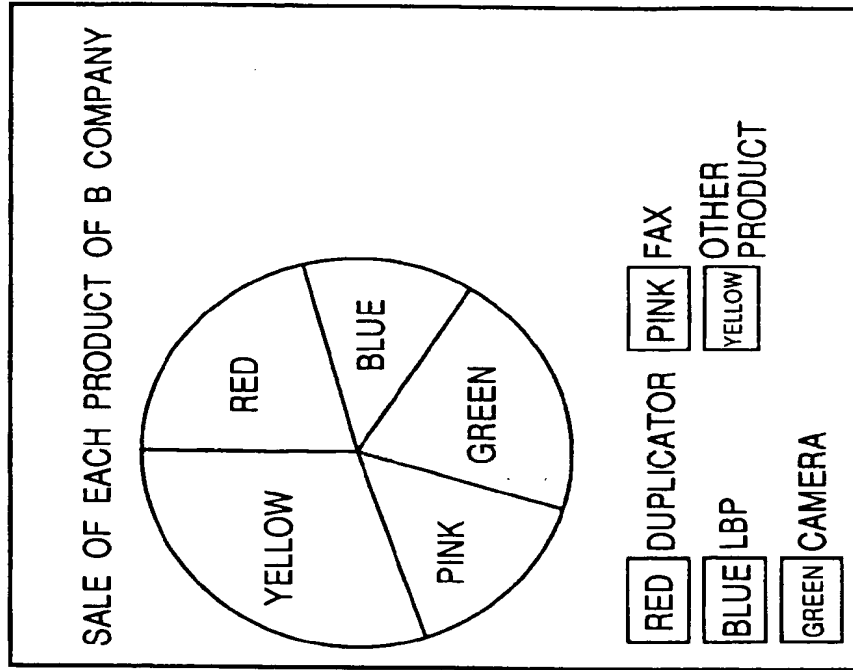 SALE OF EACH PRODUCT OF B COMPANY
YELLOW
RED
BLUE
PINK
GREEN
RED DUPLICATOR PINK FAX
BLUE LBP YELLOW OTHER
PRODUCT
GREEN CAMERA